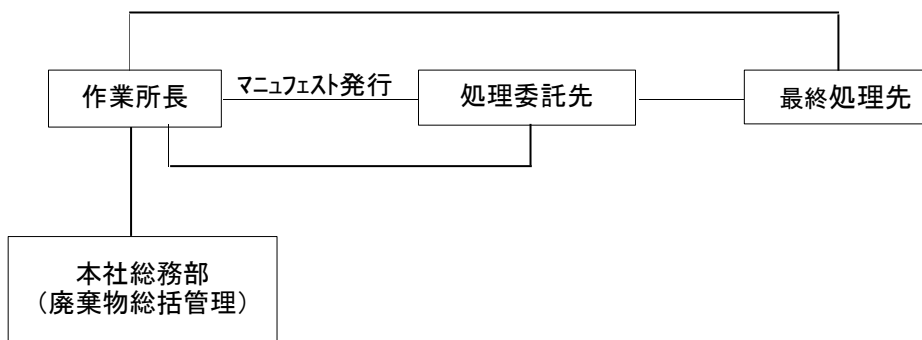 作業所長
マニュフェスト発行
処理委託先
最終処理先
本社総務部
（廃棄物総括管理）